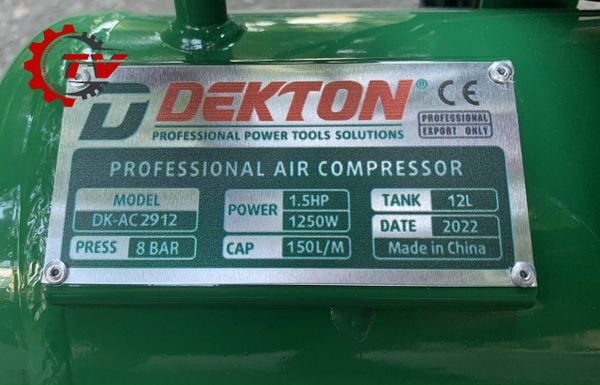 TV
DEKTON®
CE
PROFESSIONAL POWER TOOLS SOLUTIONS
PROFESSIONAL
EXPORT ONLY
PROFESSIONAL AIR COMPRESSOR
MODEL
DK-AC2912
PRESS 8 BAR
POWER 1.5HP
1250W
CAP 150L/M
TANK 12L
DATE 2022
Made in China